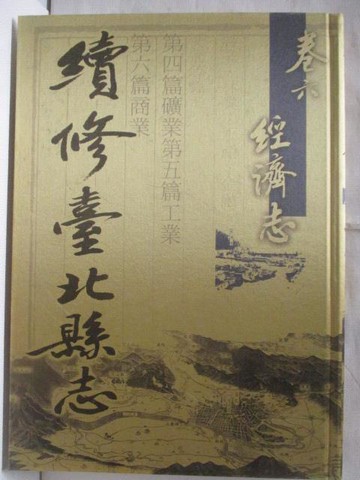 卷六
經濟志
第四篇礦業第五篇工業
第六篇商業
續修臺北縣志